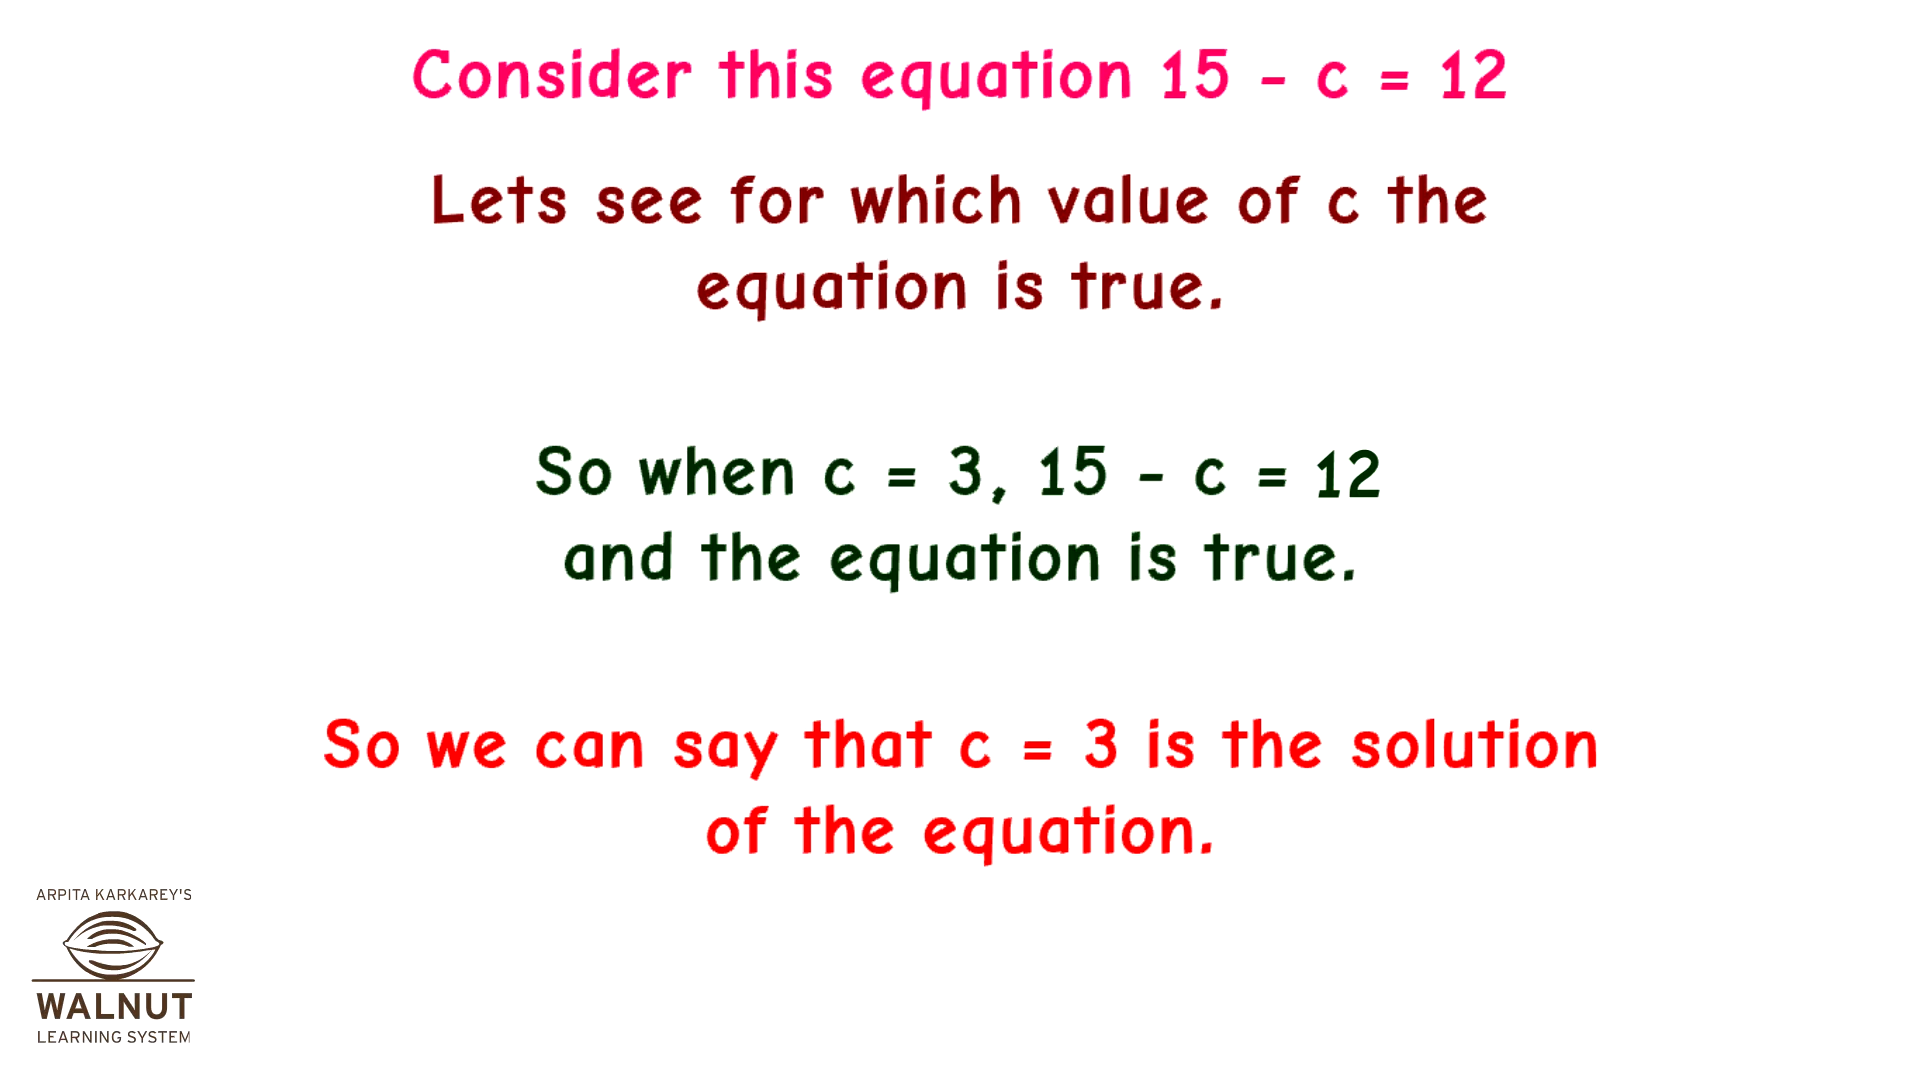 Consider this equation 15 - c = 12
Lets see for which value of c the
equation is true.
So when c = 3, 15 - c = 12
and the equation is true.
So we can say that c = 3 is the solution
of the equation.
ARPITA KARKAREY'S
WALNUT
LEARNING SYSTEM